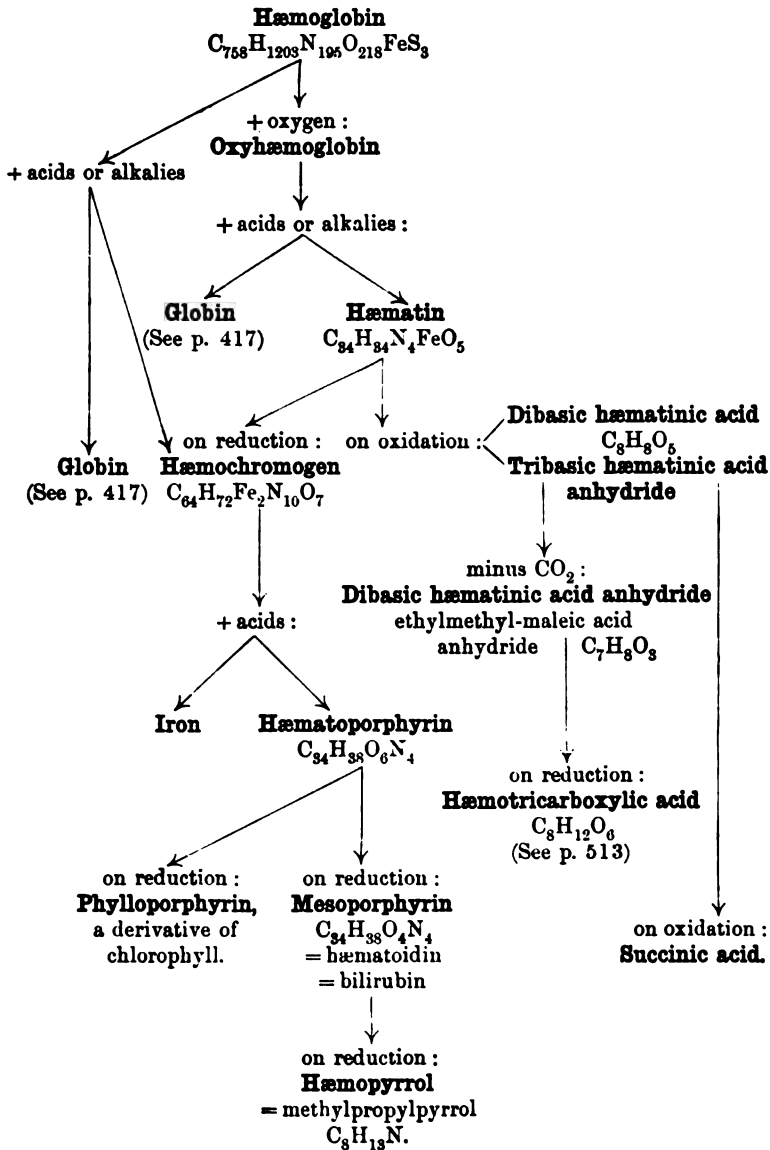 Hæmoglobin
C₇₅₈H₁₂₀₃N₁₉₅O₂₁₈FeS₃
+ oxygen :
Oxyhæmoglobin
+ acids or alkalies
+ acids or alkalies :
Globin
(See p. 417)
Hæmatin
C₃₄H₃₄N₄FeO₅
on reduction :
Hæmochromogen
C₆₄H₇₂Fe₂N₁₀O₇
on oxidation :
Dibasic hæmatinic acid
C₈H₈O₅
Tribasic hæmatinic acid
anhydride
Globin
(See p. 417)
minus CO₂ :
Dibasic hæmatinic acid anhydride
ethylmethyl-maleic acid
anhydride C₇H₈O₃
+ acids :
Iron
Hæmatoporphyrin
C₃₄H₃₈O₆N₄
on reduction :
Hæmotricarboxylic acid
C₈H₁₂O₆
(See p. 513)
on reduction :
Phylloporphyrin,
a derivative of
chlorophyll.
on reduction :
Mesoporphyrin
C₃₄H₃₈O₄N₄
= hæmatoidin
= bilirubin
on oxidation :
Succinic acid.
on reduction :
Hæmopyrrol
= methylpropylpyrrol
C₈H₁₃N.